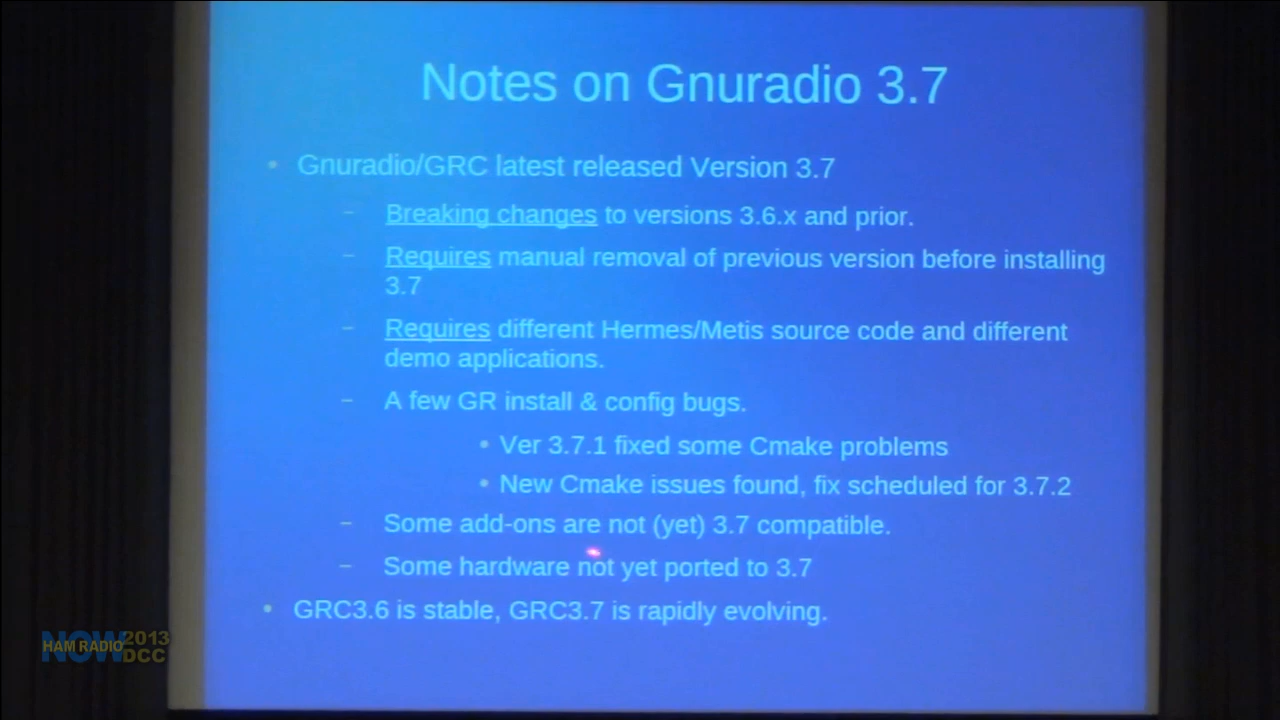 Notes on Gnuradio 3.7
• Gnuradio/GRC latest released Version 3.7
– Breaking changes to versions 3.6.x and prior.
– Requires manual removal of previous version before installing
3.7
– Requires different Hermes/Metis source code and different
demo applications.
– A few GR install & config bugs.
• Ver 3.7.1 fixed some Cmake problems
• New Cmake issues found, fix scheduled for 3.7.2
– Some add-ons are not (yet) 3.7 compatible.
– Some hardware not yet ported to 3.7
• GRC3.6 is stable, GRC3.7 is rapidly evolving.
NOW
HAM RADIO
2013
DCC